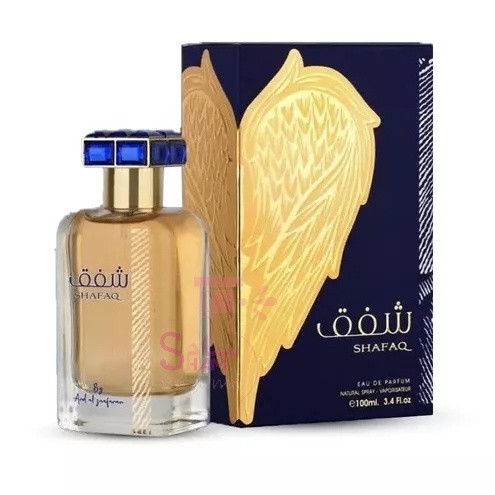 شفق
SHAFAQ
By
Ard al zaafaran
شفق
SHAFAQ
EAU DE PARFUM
NATURAL SPRAY - VAPORISATEUR
℮100ml. 3.4 Fl.oz